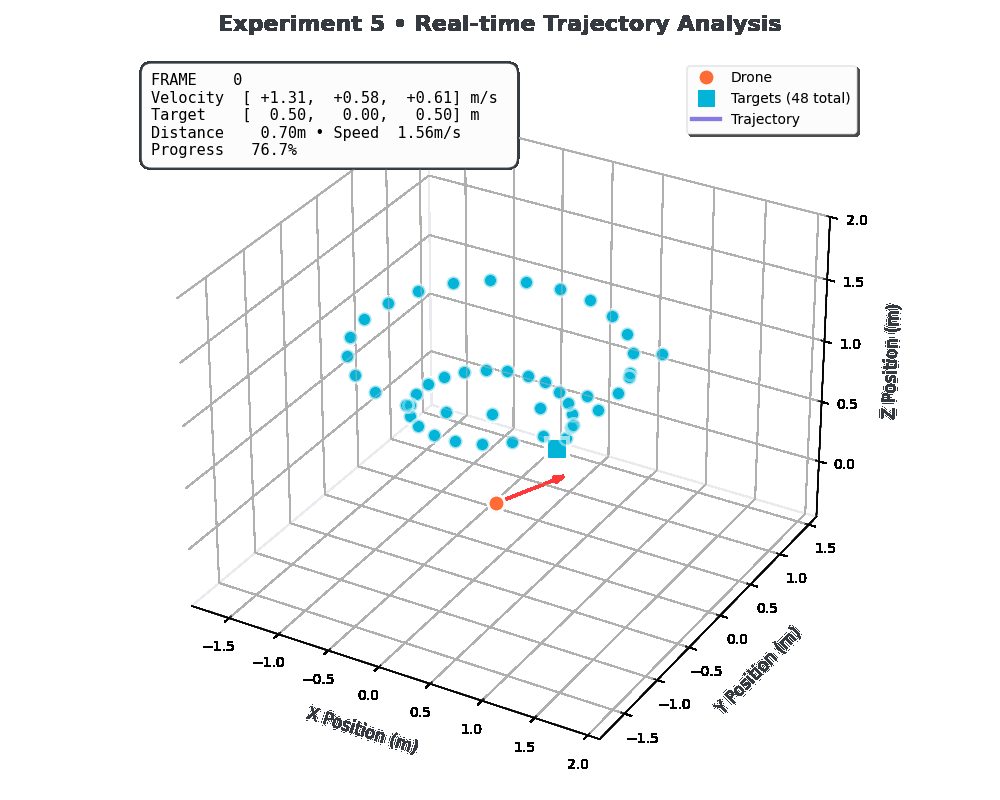 Experiment 5 • Real-time Trajectory Analysis
FRAME    0
Velocity  [ +1.31,  +0.58,  +0.61] m/s
Target    [  0.50,   0.00,   0.50] m
Distance    0.70m • Speed  1.56m/s
Progress   76.7%
Drone
Targets (48 total)
Trajectory
2.0
1.5
1.0
0.5
0.0
Z Position (m)
1.5
1.0
0.5
0.0
−0.5
−1.0
−1.5
Y Position (m)
−1.5
−1.0
−0.5
0.0
0.5
1.0
1.5
2.0
X Position (m)